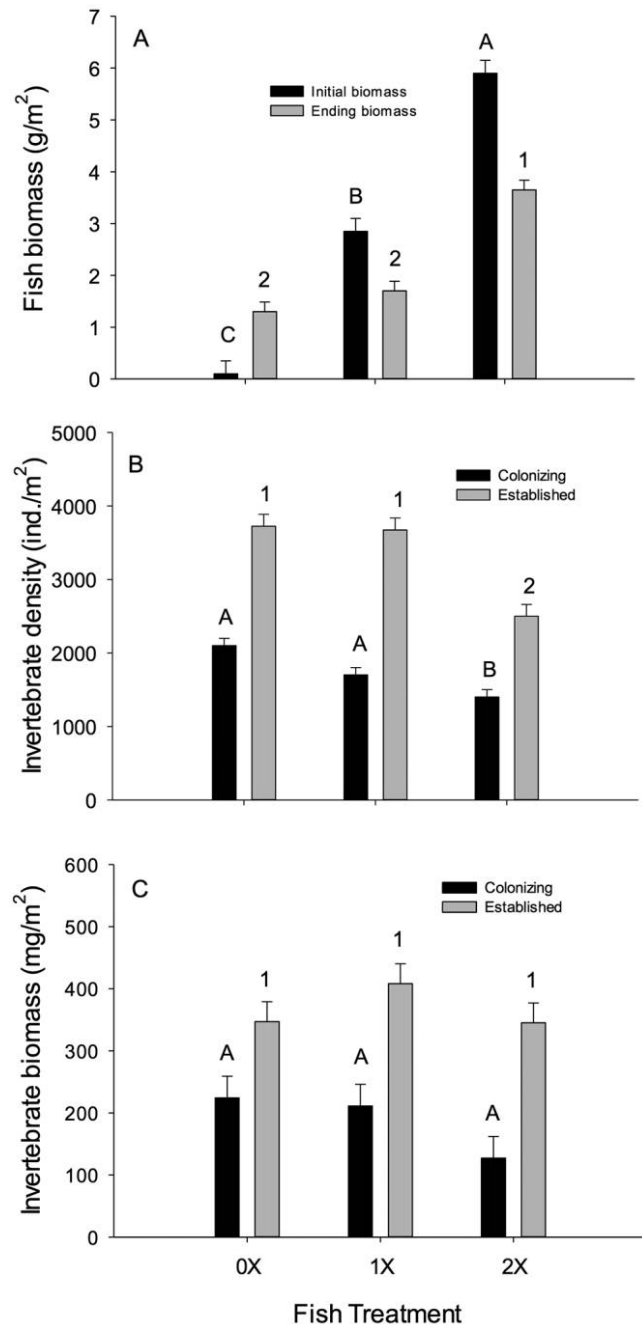 A
Fish biomass (g/m²)
7
6
5
4
3
2
1
0
Initial biomass
Ending biomass
C
2
B
2
A
1
B
Invertebrate density (ind./m²)
5000
4000
3000
2000
1000
0
Colonizing
Established
A
1
A
1
B
2
C
Invertebrate biomass (mg/m²)
600
500
400
300
200
100
0
Colonizing
Established
A
1
A
1
A
1
0X 1X 2X
Fish Treatment